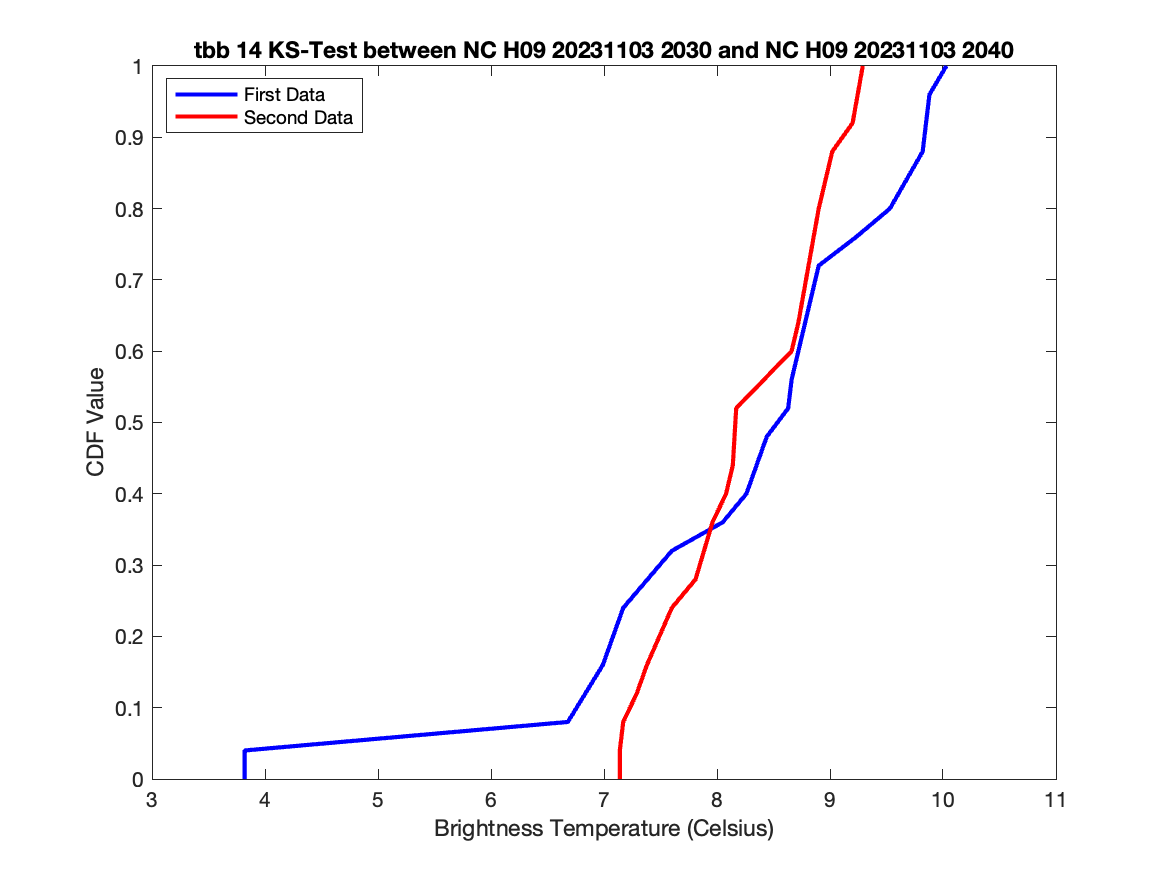 tbb 14 KS-Test between NC H09 20231103 2030 and NC H09 20231103 2040
First Data
Second Data
CDF Value
1
0.9
0.8
0.7
0.6
0.5
0.4
0.3
0.2
0.1
0
3 4 5 6 7 8 9 10 11
Brightness Temperature (Celsius)